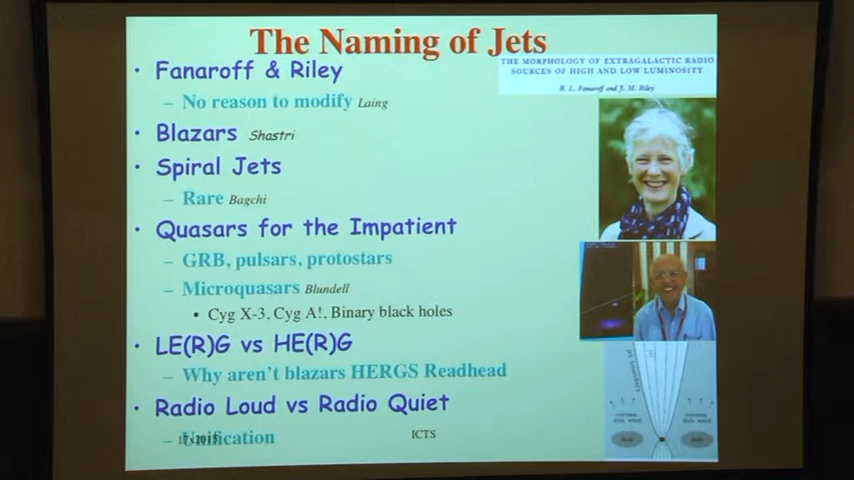 The Naming of Jets
• Fanaroff & Riley
– No reason to modify Laing
• Blazars Shastri
• Spiral Jets
– Rare Bagchi
• Quasars for the Impatient
– GRB, pulsars, protostars
– Microquasars Blundell
• Cyg X-3, Cyg A!, Binary black holes
• LE(R)G vs HE(R)G
– Why aren't blazars HERGS Readhead
• Radio Loud vs Radio Quiet
– Unification
ICTS
THE MORPHOLOGY OF EXTRAGALACTIC RADIO
SOURCES OF HIGH AND LOW LUMINOSITY
B. L. Fanaroff and J. M. Riley